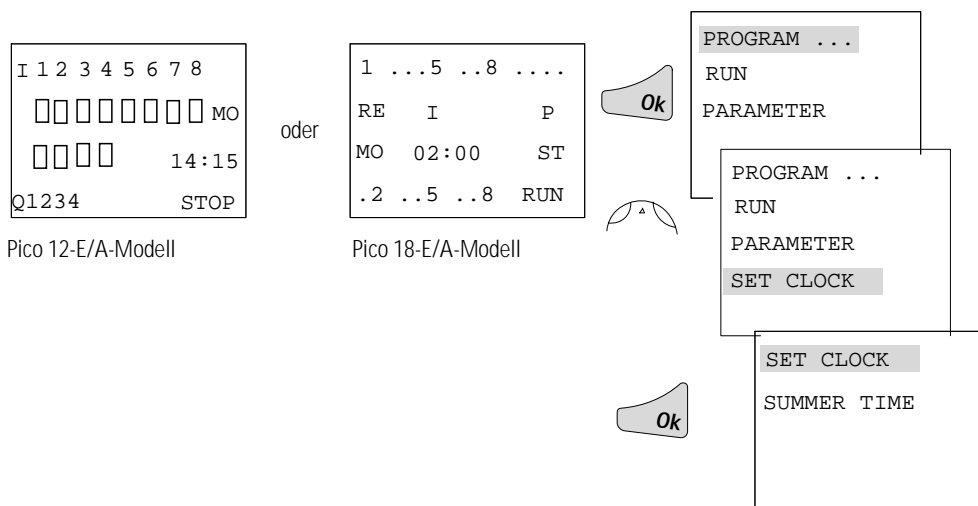 I 1 2 3 4 5 6 7 8
MO
14:15
Q1234 STOP
Pico 12-E/A-Modell
oder
1 ...5 ..8 ....
RE I P
MO 02:00 ST
.2 ..5 ..8 RUN
Pico 18-E/A-Modell
Ok
PROGRAM ...
RUN
PARAMETER
PROGRAM ...
RUN
PARAMETER
SET CLOCK
Ok
SET CLOCK
SUMMER TIME